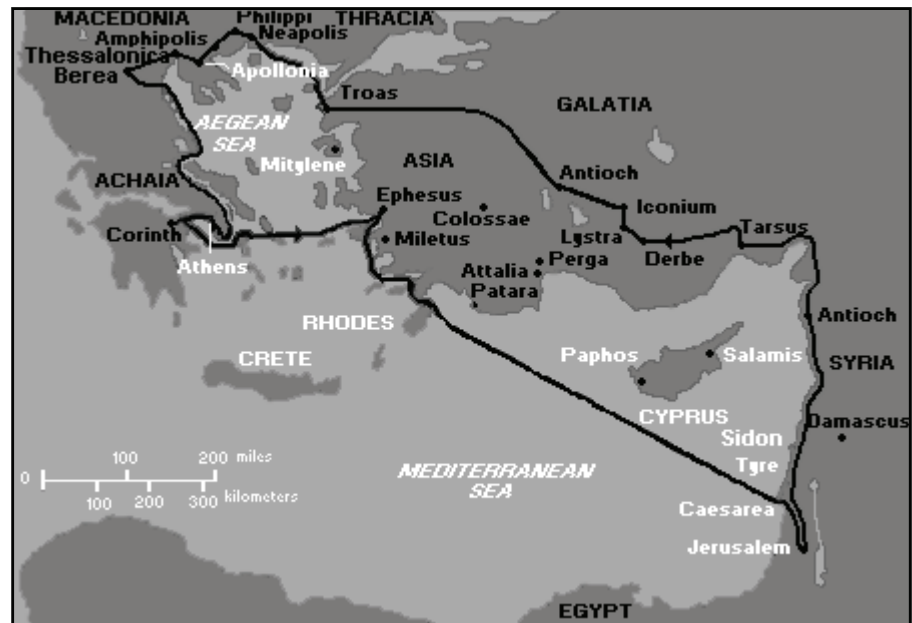 MACEDONIA
Philippi
THRACIA
Amphipolis
Neapolis
Thessalonica
Berea
Apollonia
Troas
GALATIA
AEGEAN
SEA
Mitylene
ASIA
Antioch
ACHAIA
Ephesus
Iconium
Colossae
Corinth
Miletus
Lystra
Tarsus
Athens
Perga
Derbe
Attalia
Patara
Antioch
RHODES
CRETE
Paphos
Salamis
SYRIA
CYPRUS
Damascus
Sidon
100 200 miles
MEDITERRANEAN
SEA
Tyre
0
100 200 300 kilometers
Caesarea
Jerusalem
EGYPT